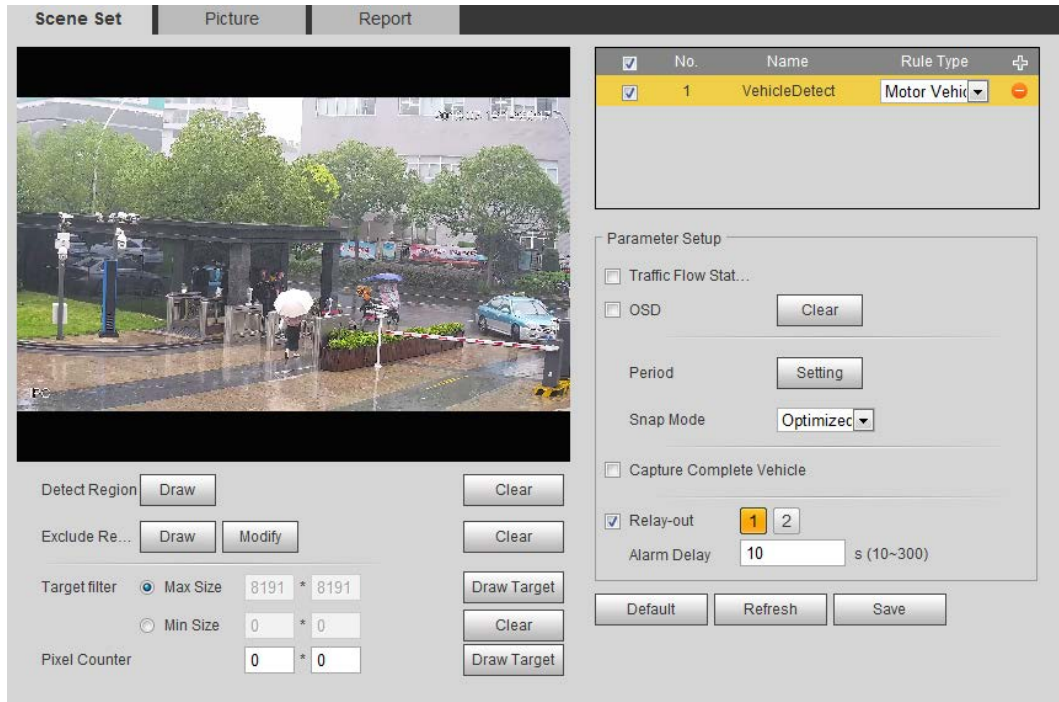 Scene Set Picture Report
No. Name Rule Type
1 VehicleDetect Motor Vehic
Parameter Setup
Traffic Flow Stat...
OSD Clear
Period Setting
Snap Mode Optimized
Capture Complete Vehicle
Relay-out 1 2
Alarm Delay 10 s (10~300)
Default Refresh Save
Detect Region Draw Clear
Exclude Re... Draw Modify Clear
Target filter Max Size 8191 * 8191 Draw Target
Min Size 0 * 0 Clear
Pixel Counter 0 * 0 Draw Target